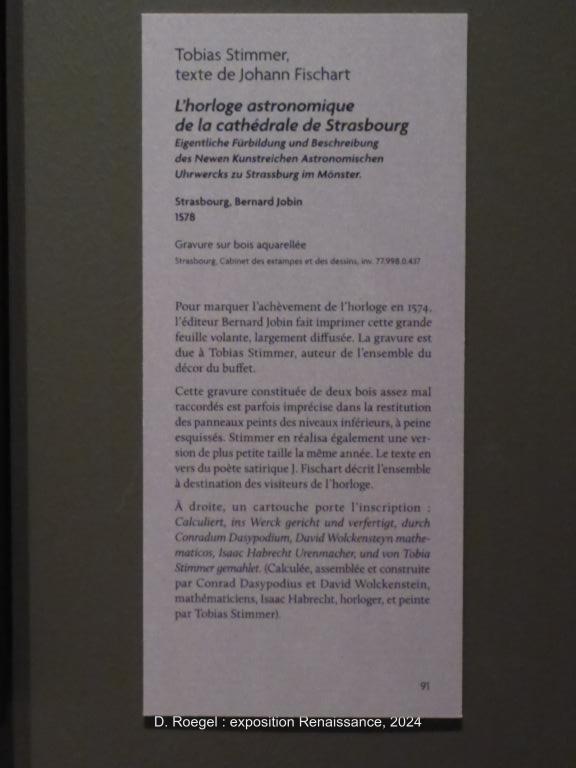 Tobias Stimmer,
texte de Johann Fischart
L'horloge astronomique
de la cathédrale de Strasbourg
Eigentliche Fürbildung und Beschreibung
des Newen Kunstreichen Astronomischen
Uhrwercks zu Strassburg im Mönster.
Strasbourg, Bernard Jobin
1578
Gravure sur bois aquarellée
Strasbourg, Cabinet des estampes et des dessins, inv. 77.998.0.437
Pour marquer l'achèvement de l'horloge en 1574,
l'éditeur Bernard Jobin fait imprimer cette grande
feuille volante, largement diffusée. La gravure est
due à Tobias Stimmer, auteur de l'ensemble du
décor du buffet.
Cette gravure constituée de deux bois assez mal
raccordés est parfois imprécise dans la restitution
des panneaux peints des niveaux inférieurs, à peine
esquissés. Stimmer en réalisa également une ver-
sion de plus petite taille la même année. Le texte en
vers du poète satirique J. Fischart décrit l'ensemble
à destination des visiteurs de l'horloge.
À droite, un cartouche porte l'inscription :
Calculiert, ins Werck gericht und verfertigt, durch
Conradum Dasypodium, David Wolckensteyn mathe-
maticos, Isaac Habrecht Urenmacher, und von Tobia
Stimmer gemahlet. (Calculée, assemblée et construite
par Conrad Dasypodius et David Wolckenstein,
mathématiciens, Isaac Habrecht, horloger, et peinte
par Tobias Stimmer).
91
D. Roegel : exposition Renaissance, 2024